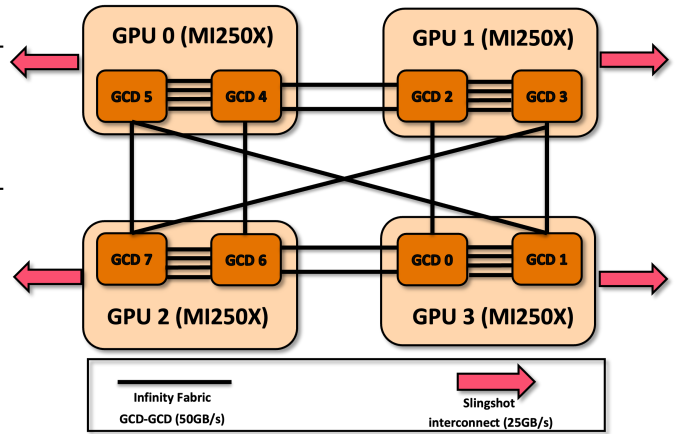 GPU 0 (MI250X)
GPU 1 (MI250X)
GCD 5
GCD 4
GCD 2
GCD 3
GCD 7
GCD 6
GCD 0
GCD 1
GPU 2 (MI250X)
GPU 3 (MI250X)
Infinity Fabric
GCD-GCD (50GB/s)
Slingshot
interconnect (25GB/s)